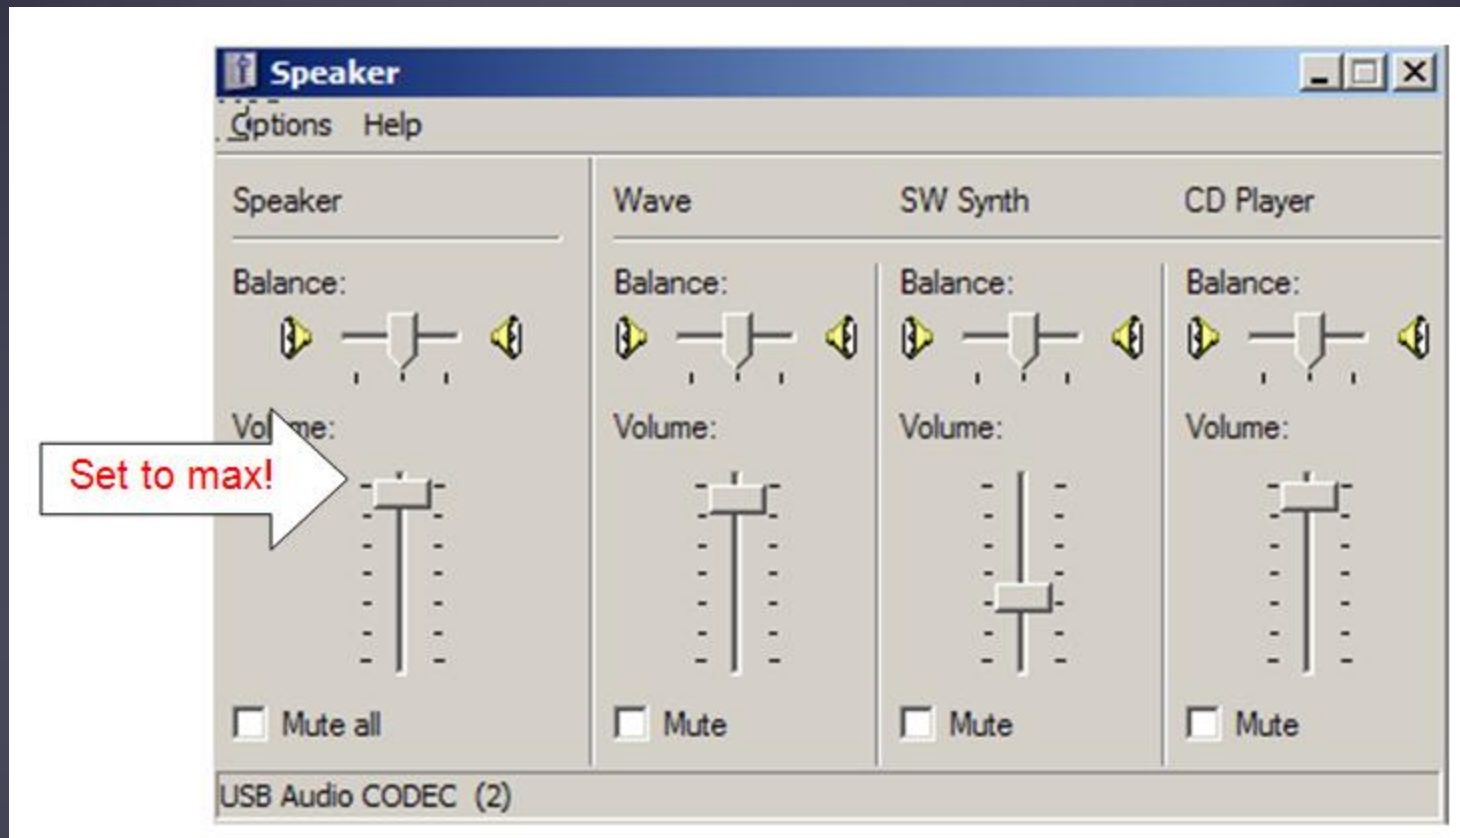 Speaker
Options Help
Speaker Wave SW Synth CD Player
Balance: Balance: Balance: Balance:
Volume: Volume: Volume: Volume:
Set to max!
Mute all Mute Mute Mute
USB Audio CODEC (2)